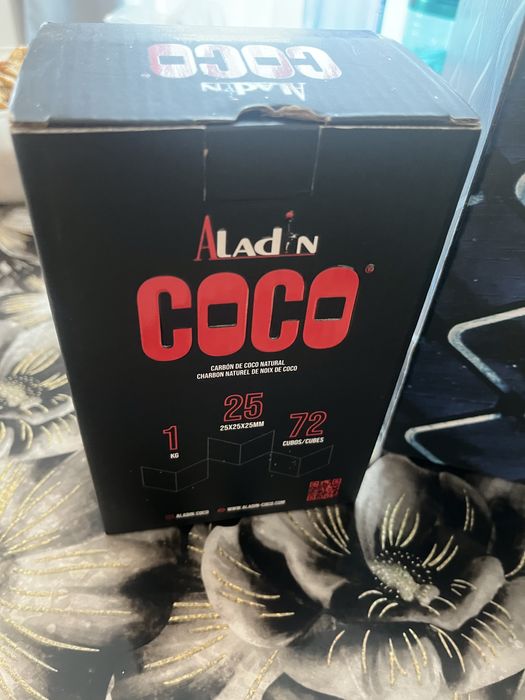 COCO
ALADIN
ALADIN
COCO®
CARBÓN DE COCO NATURAL
CHARBON NATUREL DE NOIX DE COCO
25
25X25X25MM
1
KG
72
CUBOS/CUBES
ALADIN.COCO
WWW.ALADIN-COCO.COM